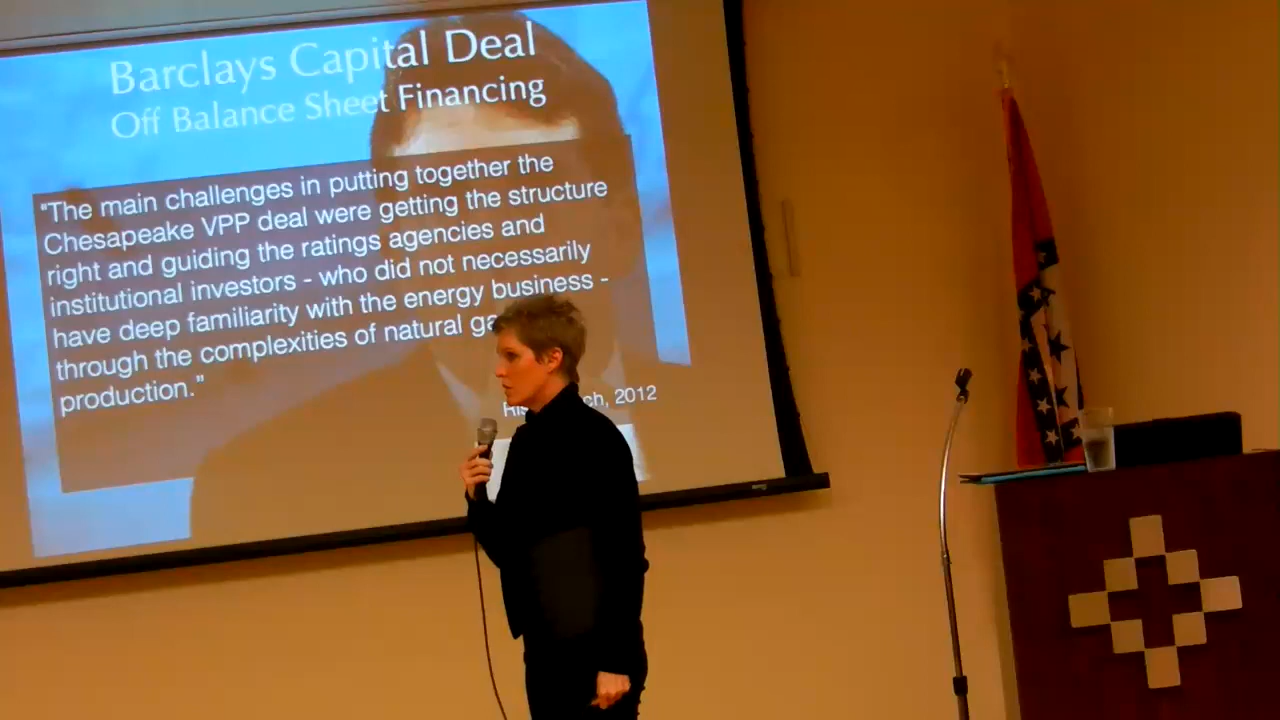 Barclays Capital Deal
Off Balance Sheet Financing
“The main challenges in putting together the
Chesapeake VPP deal were getting the structure
right and guiding the ratings agencies and
institutional investors - who did not necessarily
have deep familiarity with the energy business -
through the complexities of natural
production.”
2012